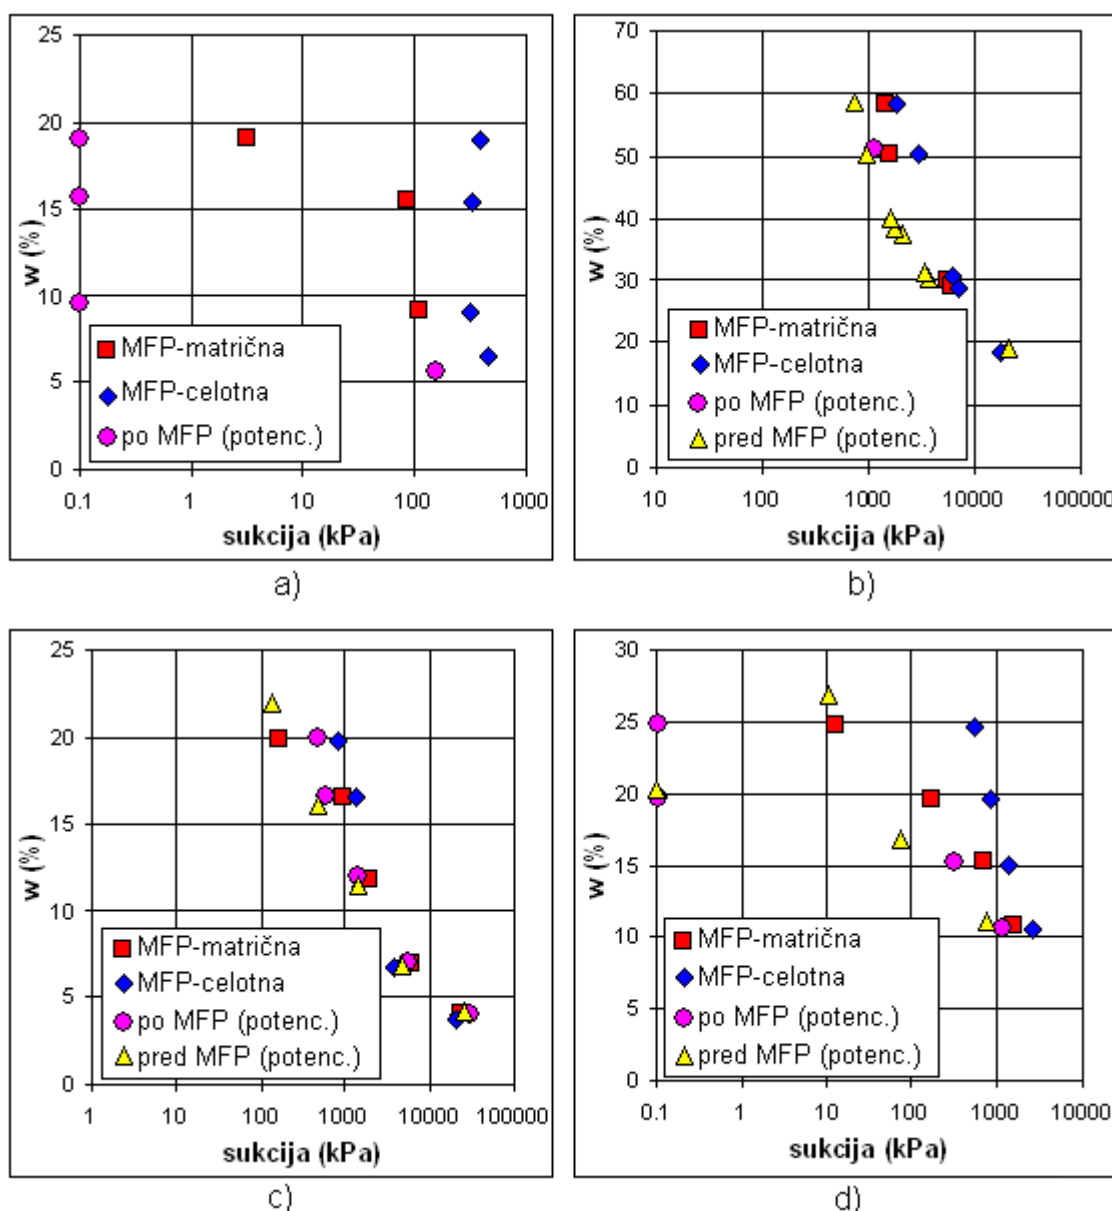 25
20
15
10
5
0
w (%)
MFP-matrična
MFP-celotna
po MFP (potenc.)
0.1 1 10 100 1000
sukcija (kPa)
a)
70
60
50
40
30
20
10
0
w (%)
MFP-matrična
MFP-celotna
po MFP (potenc.)
pred MFP (potenc.)
10 100 1000 10000 100000
sukcija (kPa)
b)
25
20
15
10
5
0
w (%)
MFP-matrična
MFP-celotna
po MFP (potenc.)
pred MFP (potenc.)
1 10 100 1000 10000 100000
sukcija (kPa)
c)
30
25
20
15
10
5
0
w (%)
MFP-matrična
MFP-celotna
po MFP (potenc.)
pred MFP (potenc.)
0.1 1 10 100 1000 10000
sukcija (kPa)
d)